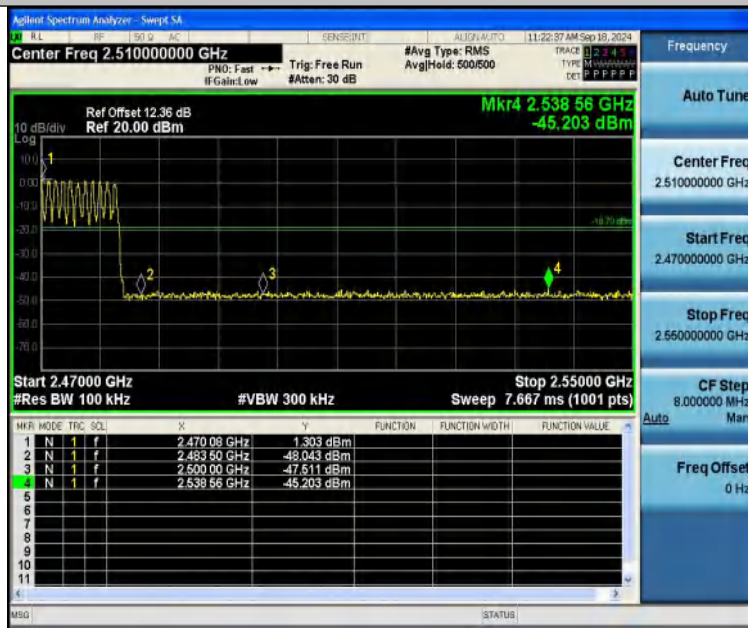 Agilent Spectrum Analyzer - Swept SA
RL RF 50 Ω AC SENSE:INT ALIGN AUTO 11:22:37 AM Sep 18, 2024
Center Freq 2.510000000 GHz
PNO: Fast
IFGain:Low
Trig: Free Run
#Atten: 30 dB
#Avg Type: RMS
Avg|Hold: 500/500
TRACE 1 2 3 4 5
TYPE M
DET P P P P P P
Mkr4 2.538 56 GHz
-45.203 dBm
Ref Offset 12.36 dB
10 dB/div Ref 20.00 dBm
Log
10.0
0.00
-10.0
-20.0
-30.0
-40.0
-50.0
-60.0
-70.0
1
2
3
4
-18.70 dBm
Start 2.47000 GHz Stop 2.55000 GHz
#Res BW 100 kHz #VBW 300 kHz Sweep 7.667 ms (1001 pts)
MKR MODE TRC SCL X Y FUNCTION FUNCTION WIDTH FUNCTION VALUE
1 N 1 f 2.470 08 GHz 1.303 dBm
2 N 1 f 2.483 50 GHz -48.043 dBm
3 N 1 f 2.500 00 GHz -47.511 dBm
4 N 1 f 2.538 56 GHz -45.203 dBm
5
6
7
8
9
10
11
MSG STATUS
Frequency
Auto Tune
Center Freq
2.510000000 GHz
Start Freq
2.470000000 GHz
Stop Freq
2.550000000 GHz
CF Step
8.000000 MHz
Auto Man
Freq Offset
0 Hz